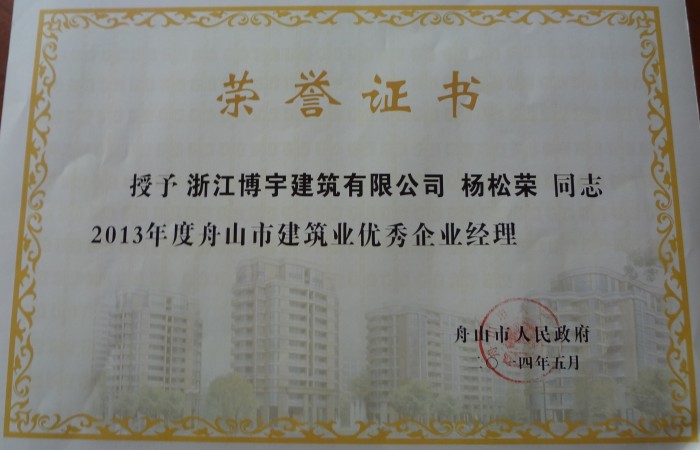 荣誉证书
授予 浙江博宇建筑有限公司 杨松荣 同志
2013年度舟山市建筑业优秀企业经理
舟山市人民政府
二〇一四年五月